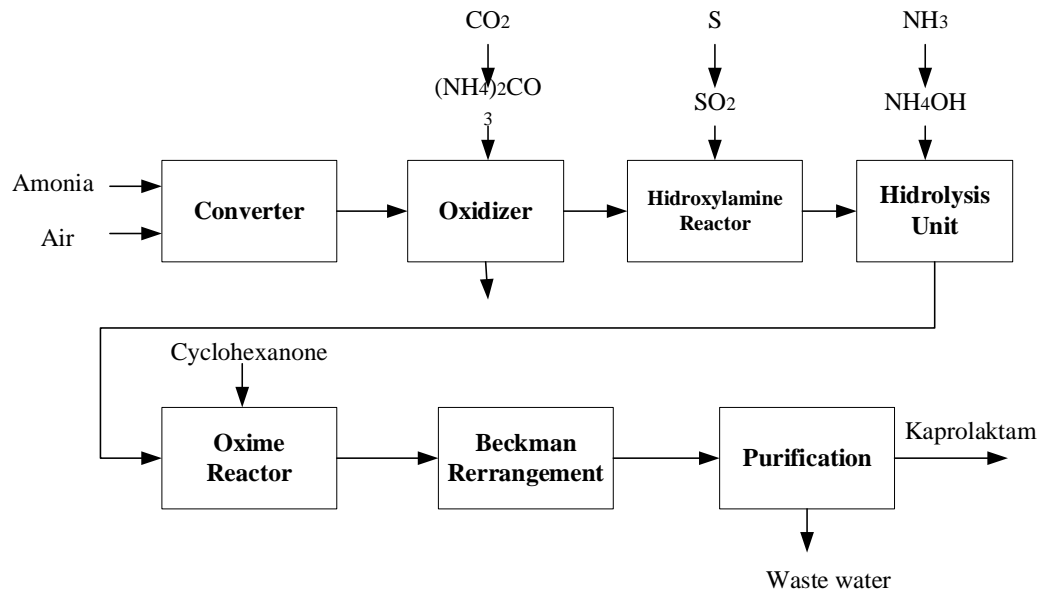 CO2
S
NH3
(NH4)2CO
3
SO2
NH4OH
Amonia
Air
Converter
Oxidizer
Hidroxylamine
Reactor
Hidrolysis
Unit
Cyclohexanone
Oxime
Reactor
Beckman
Rerrangement
Purification
Kaprolaktam
Waste water